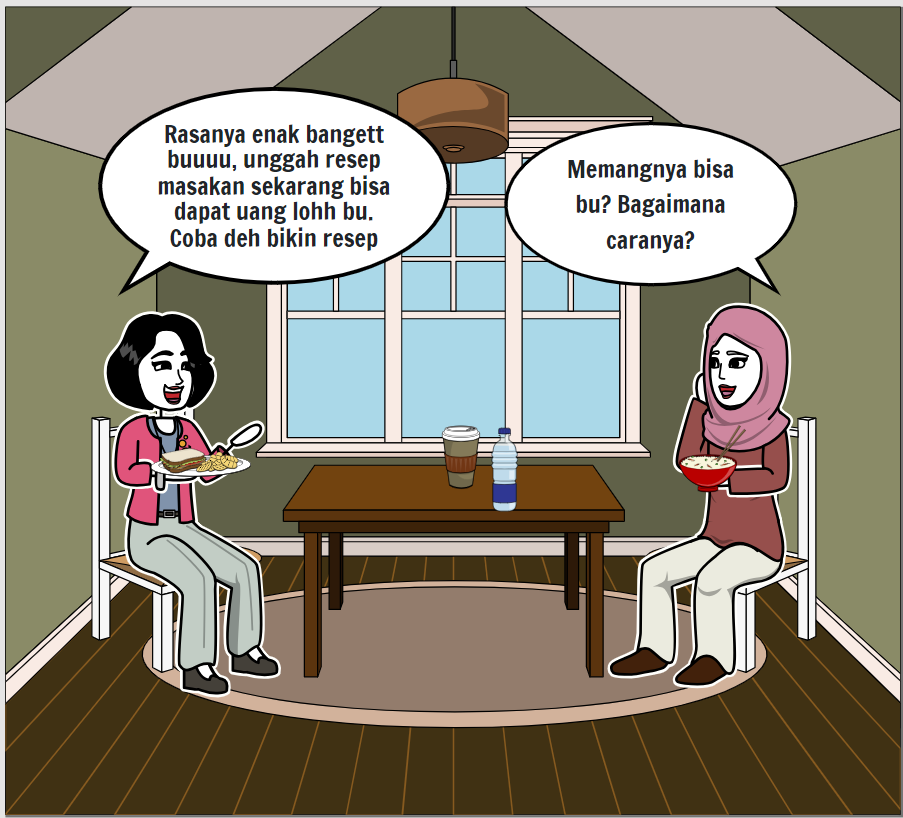 Rasanya enak bangett
buuuu, unggah resep
masakan sekarang bisa
dapat uang lohh bu.
Coba deh bikin resep
Memangnya bisa
bu? Bagaimana
caranya?